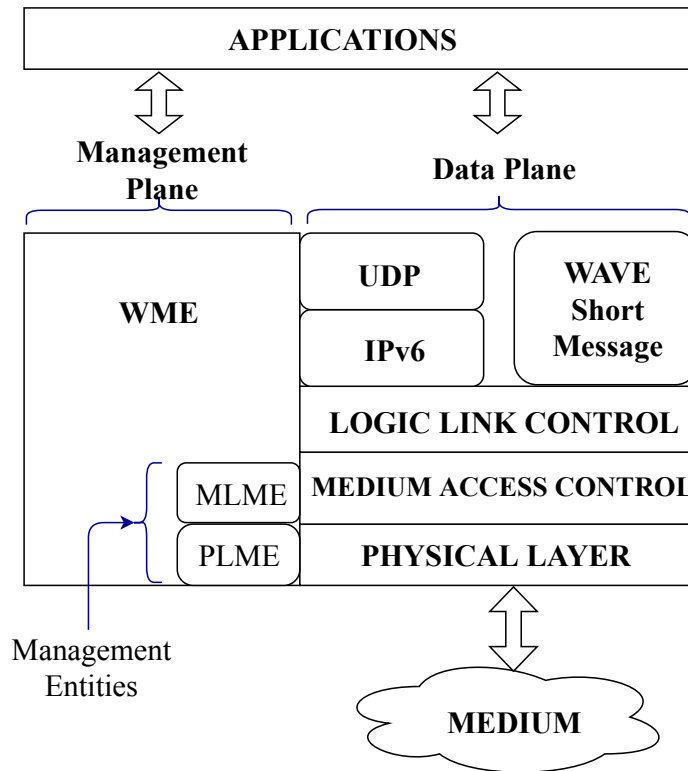 APPLICATIONS
Management
Plane
Data Plane
WME
UDP
IPv6
WAVE
Short
Message
LOGIC LINK CONTROL
MLME
MEDIUM ACCESS CONTROL
PLME
PHYSICAL LAYER
Management
Entities
MEDIUM